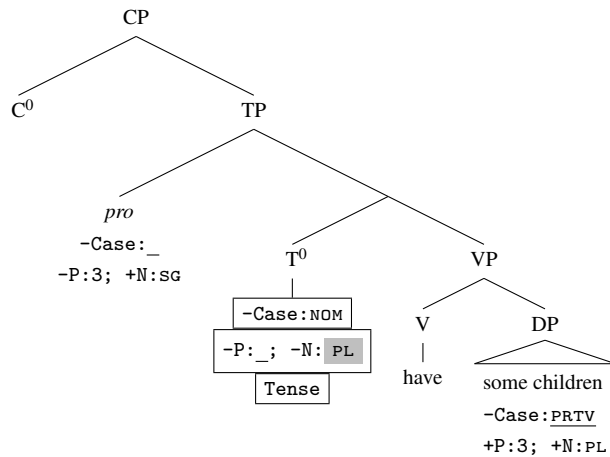 CP
C⁰ TP
pro
-Case:_
-P:3; +N:SG
T⁰ VP
-Case:NOM
-P:_; -N: PL
Tense
V DP
have
some children
-Case:PRTV
+P:3; +N:PL